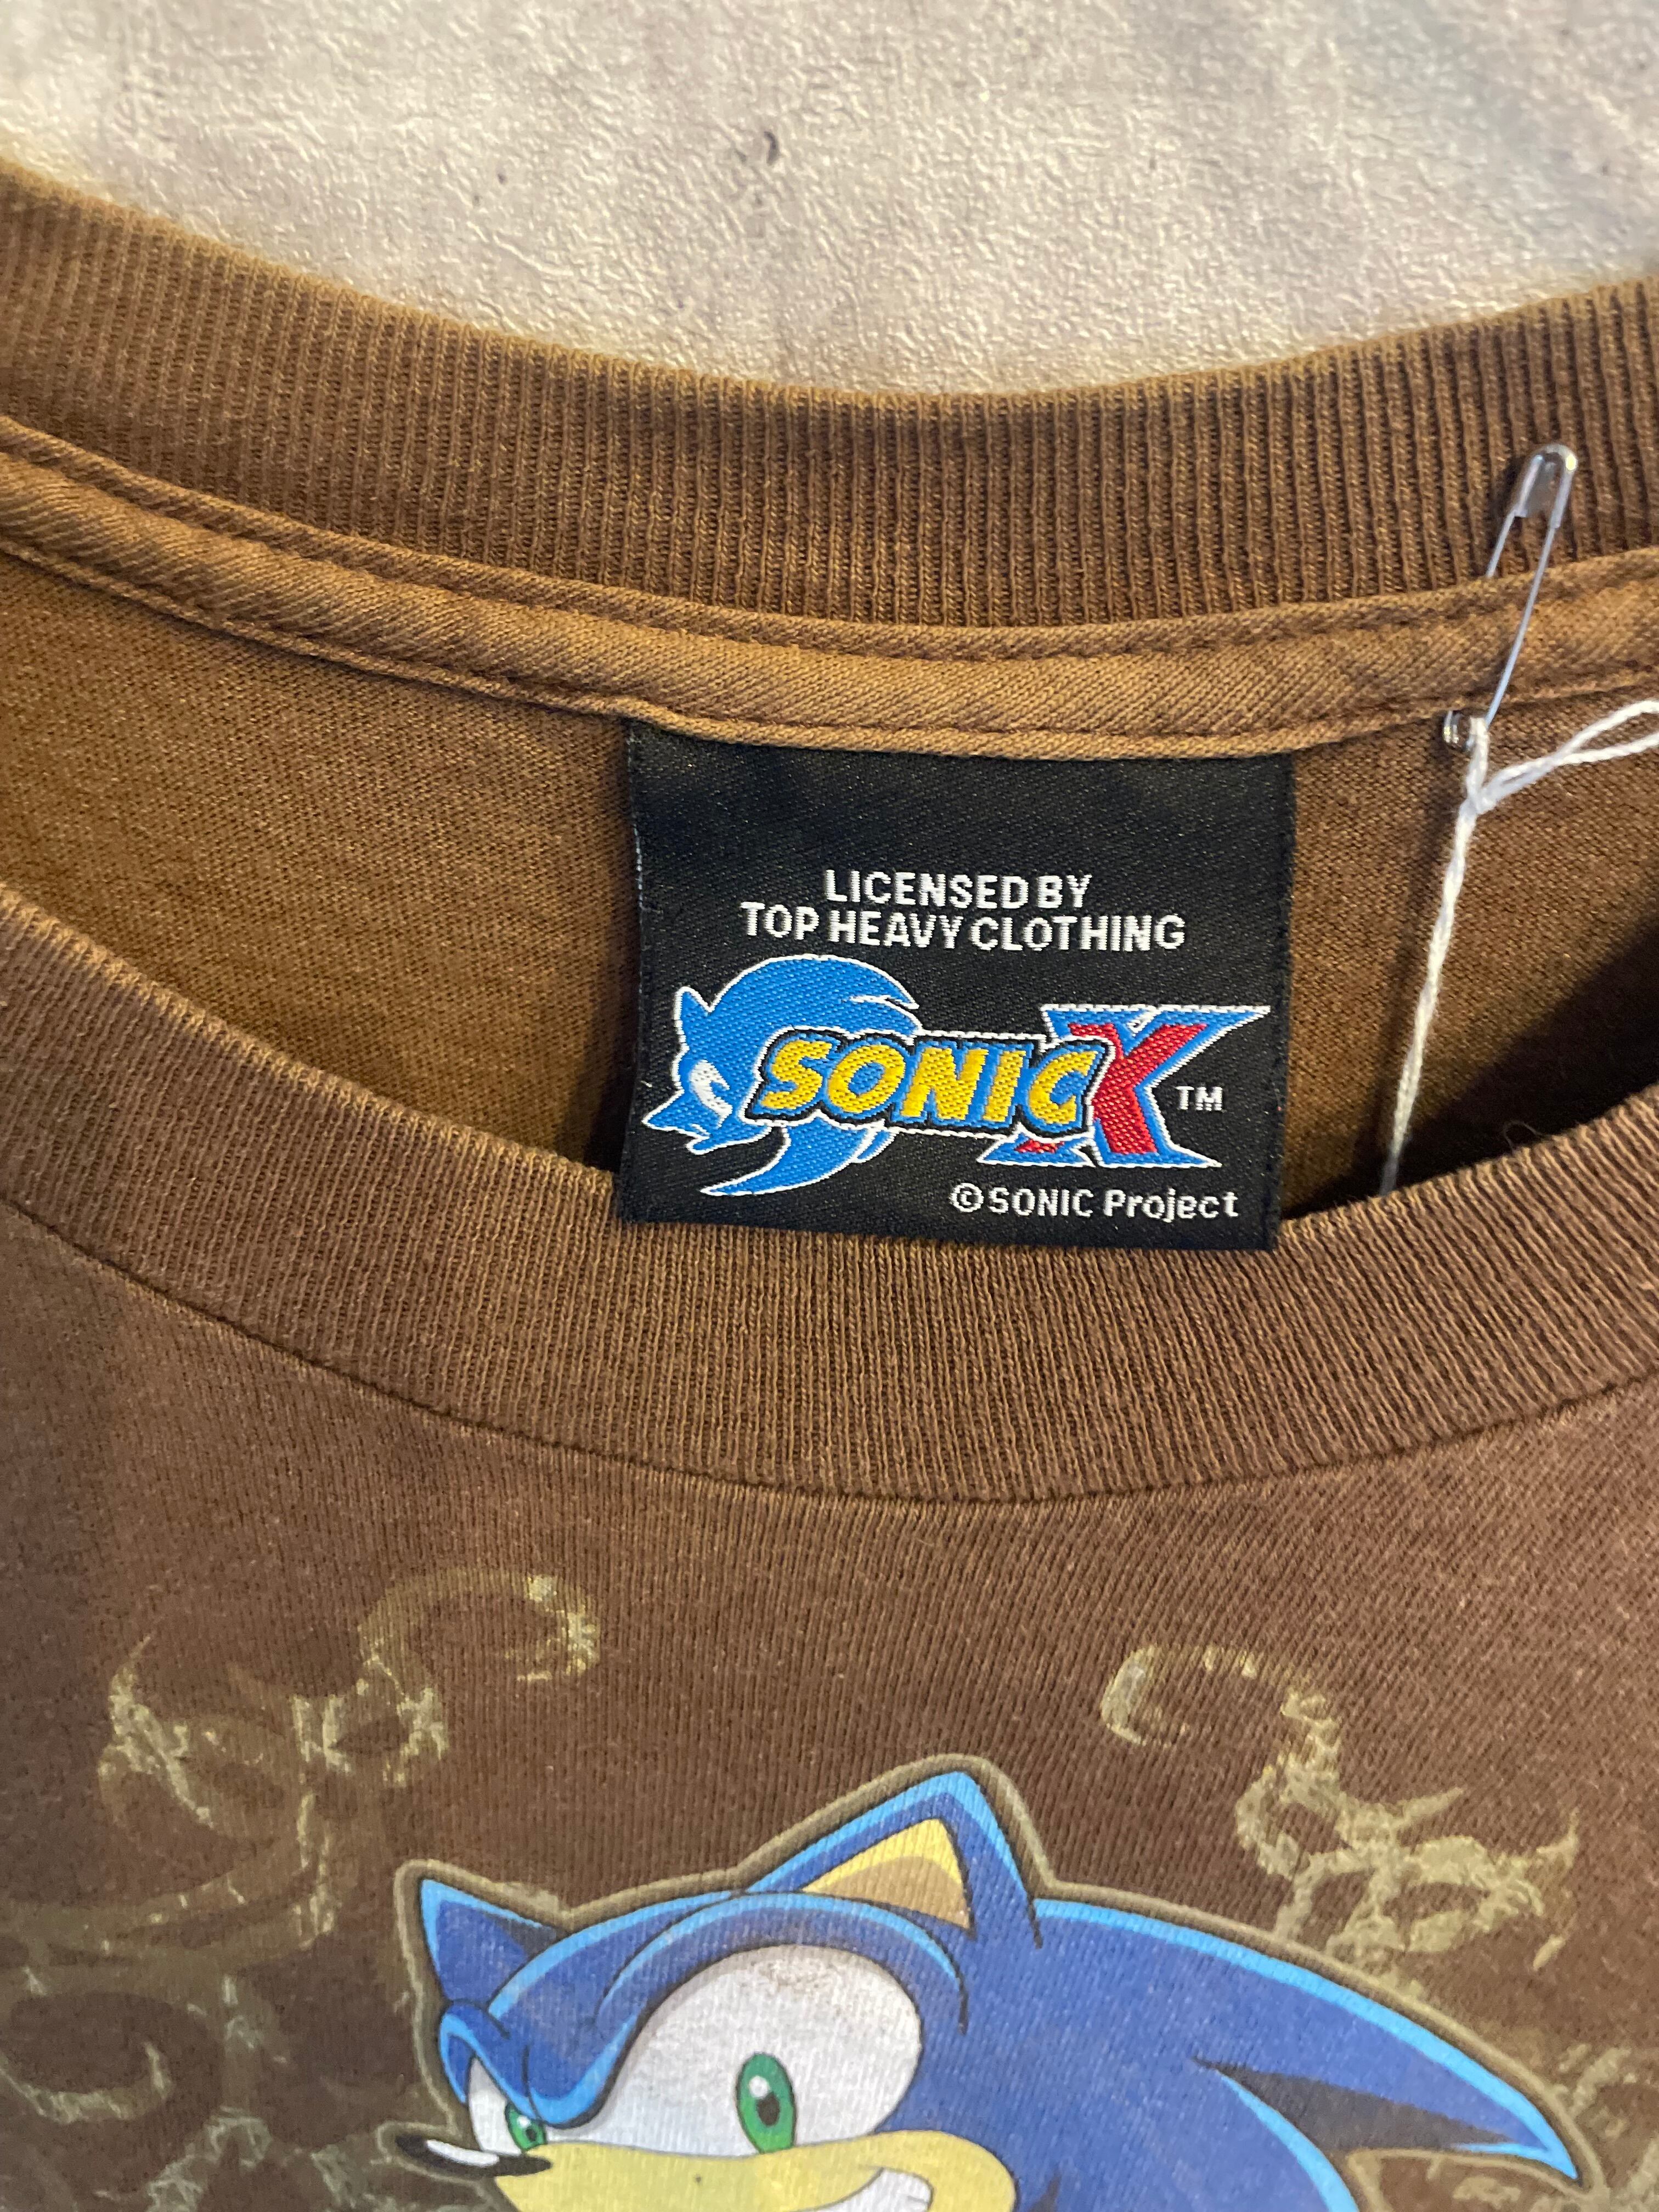 LICENSED BY
TOP HEAVY CLOTHING
SONIC X TM
© SONIC Project